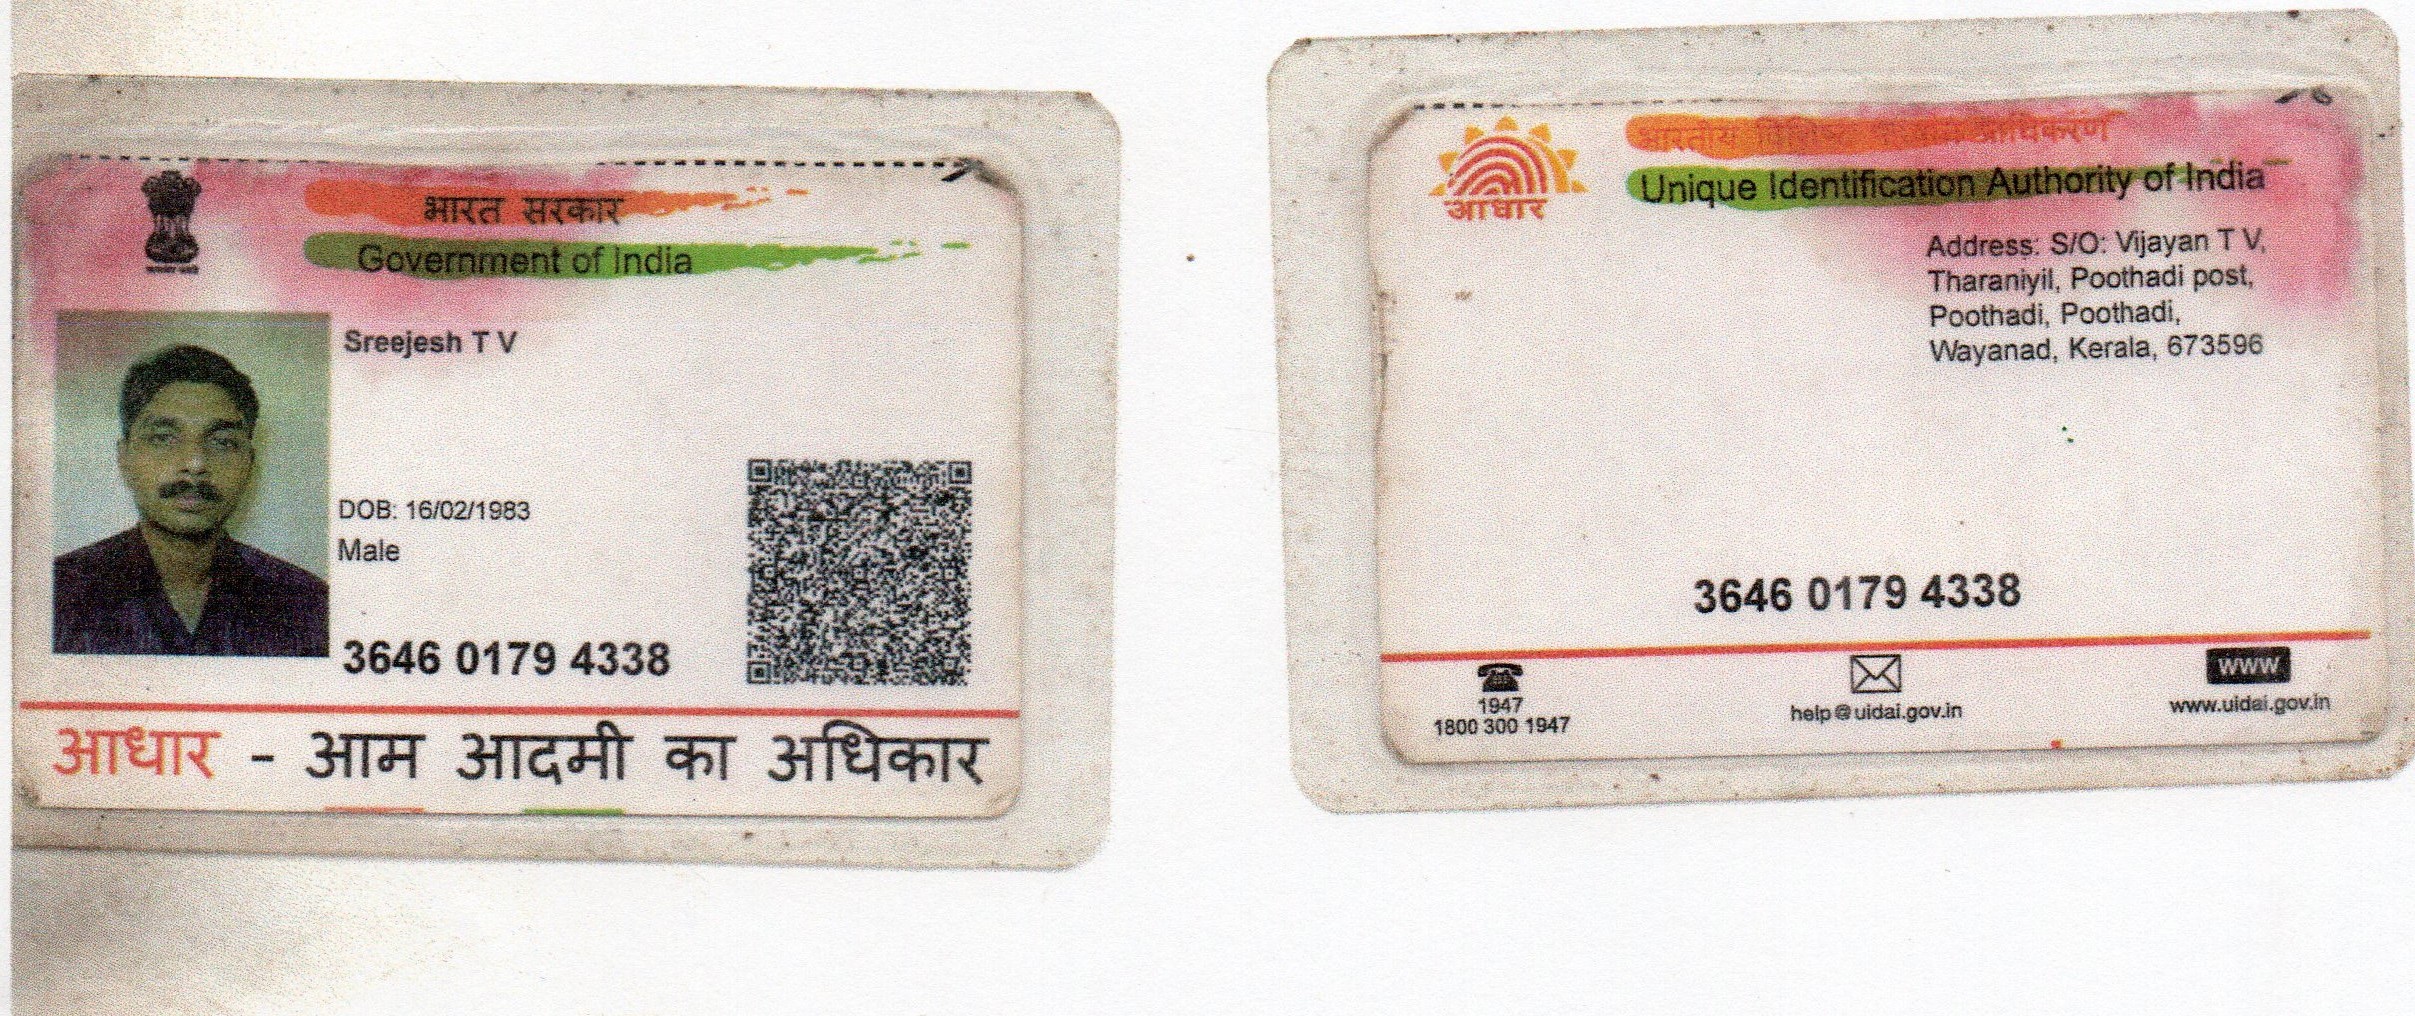 भारत सरकार
Government of India
Sreejesh T V
DOB: 16/02/1983
Male
3646 0179 4338
आधार - आम आदमी का अधिकार
भारतीय विशिष्ट प्राधिकरण
Unique Identification Authority of India
आधार
Address: S/O: Vijayan T V,
Tharaniyil, Poothadi post,
Poothadi, Poothadi,
Wayanad, Kerala, 673596
3646 0179 4338
1947
1800 300 1947
help@uidai.gov.in
www
www.uidai.gov.in